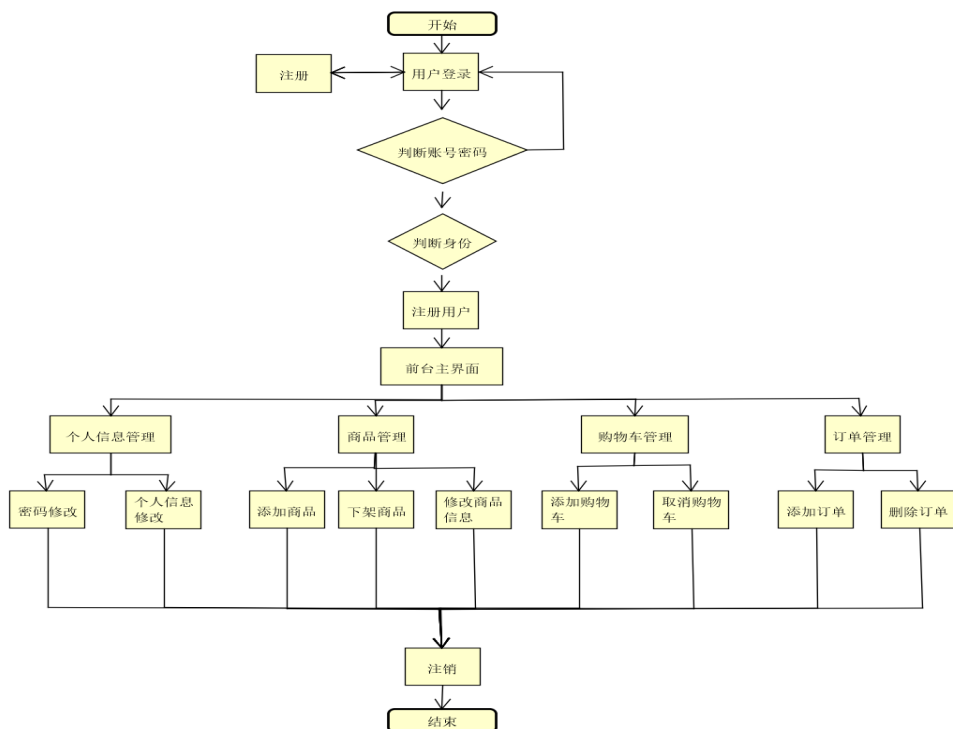 开始
注册
用户登录
判断账号密码
判断身份
注册用户
前台主界面
个人信息管理
商品管理
购物车管理
订单管理
密码修改
个人信息
修改
添加商品
下架商品
修改商品
信息
添加购物
车
取消购物
车
添加订单
删除订单
注销
结束